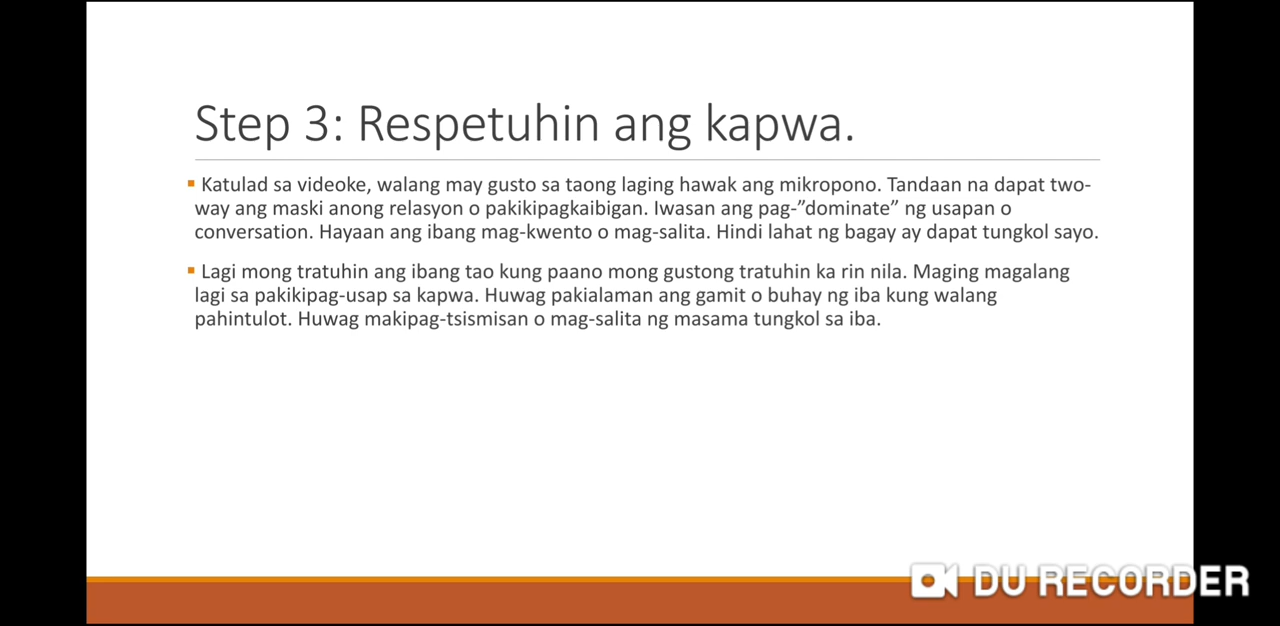 Step 3: Respetuhin ang kapwa.
Katulad sa videoke, walang may gusto sa taong laging hawak ang mikropono. Tandaan na dapat two-
way ang maski anong relasyon o pakikipagkaibigan. Iwasan ang pag-”dominate” ng usapan o
conversation. Hayaan ang ibang mag-kwento o mag-salita. Hindi lahat ng bagay ay dapat tungkol sayo.
Lagi mong tratuhin ang ibang tao kung paano mong gustong tratuhin ka rin nila. Maging magalang
lagi sa pakikipag-usap sa kapwa. Huwag pakialaman ang gamit o buhay ng iba kung walang
pahintulot. Huwag makipag-tsismisan o mag-salita ng masama tungkol sa iba.
DU RECORDER